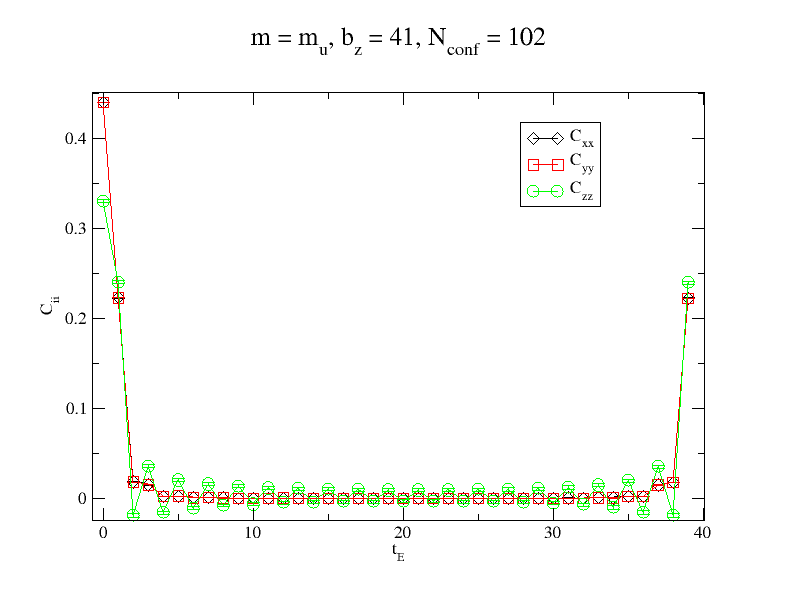 m = m_u, b_z = 41, N_conf = 102
C_xx
C_yy
C_zz
C_ii
0.4
0.3
0.2
0.1
0
0 10 20 30 40
t_E